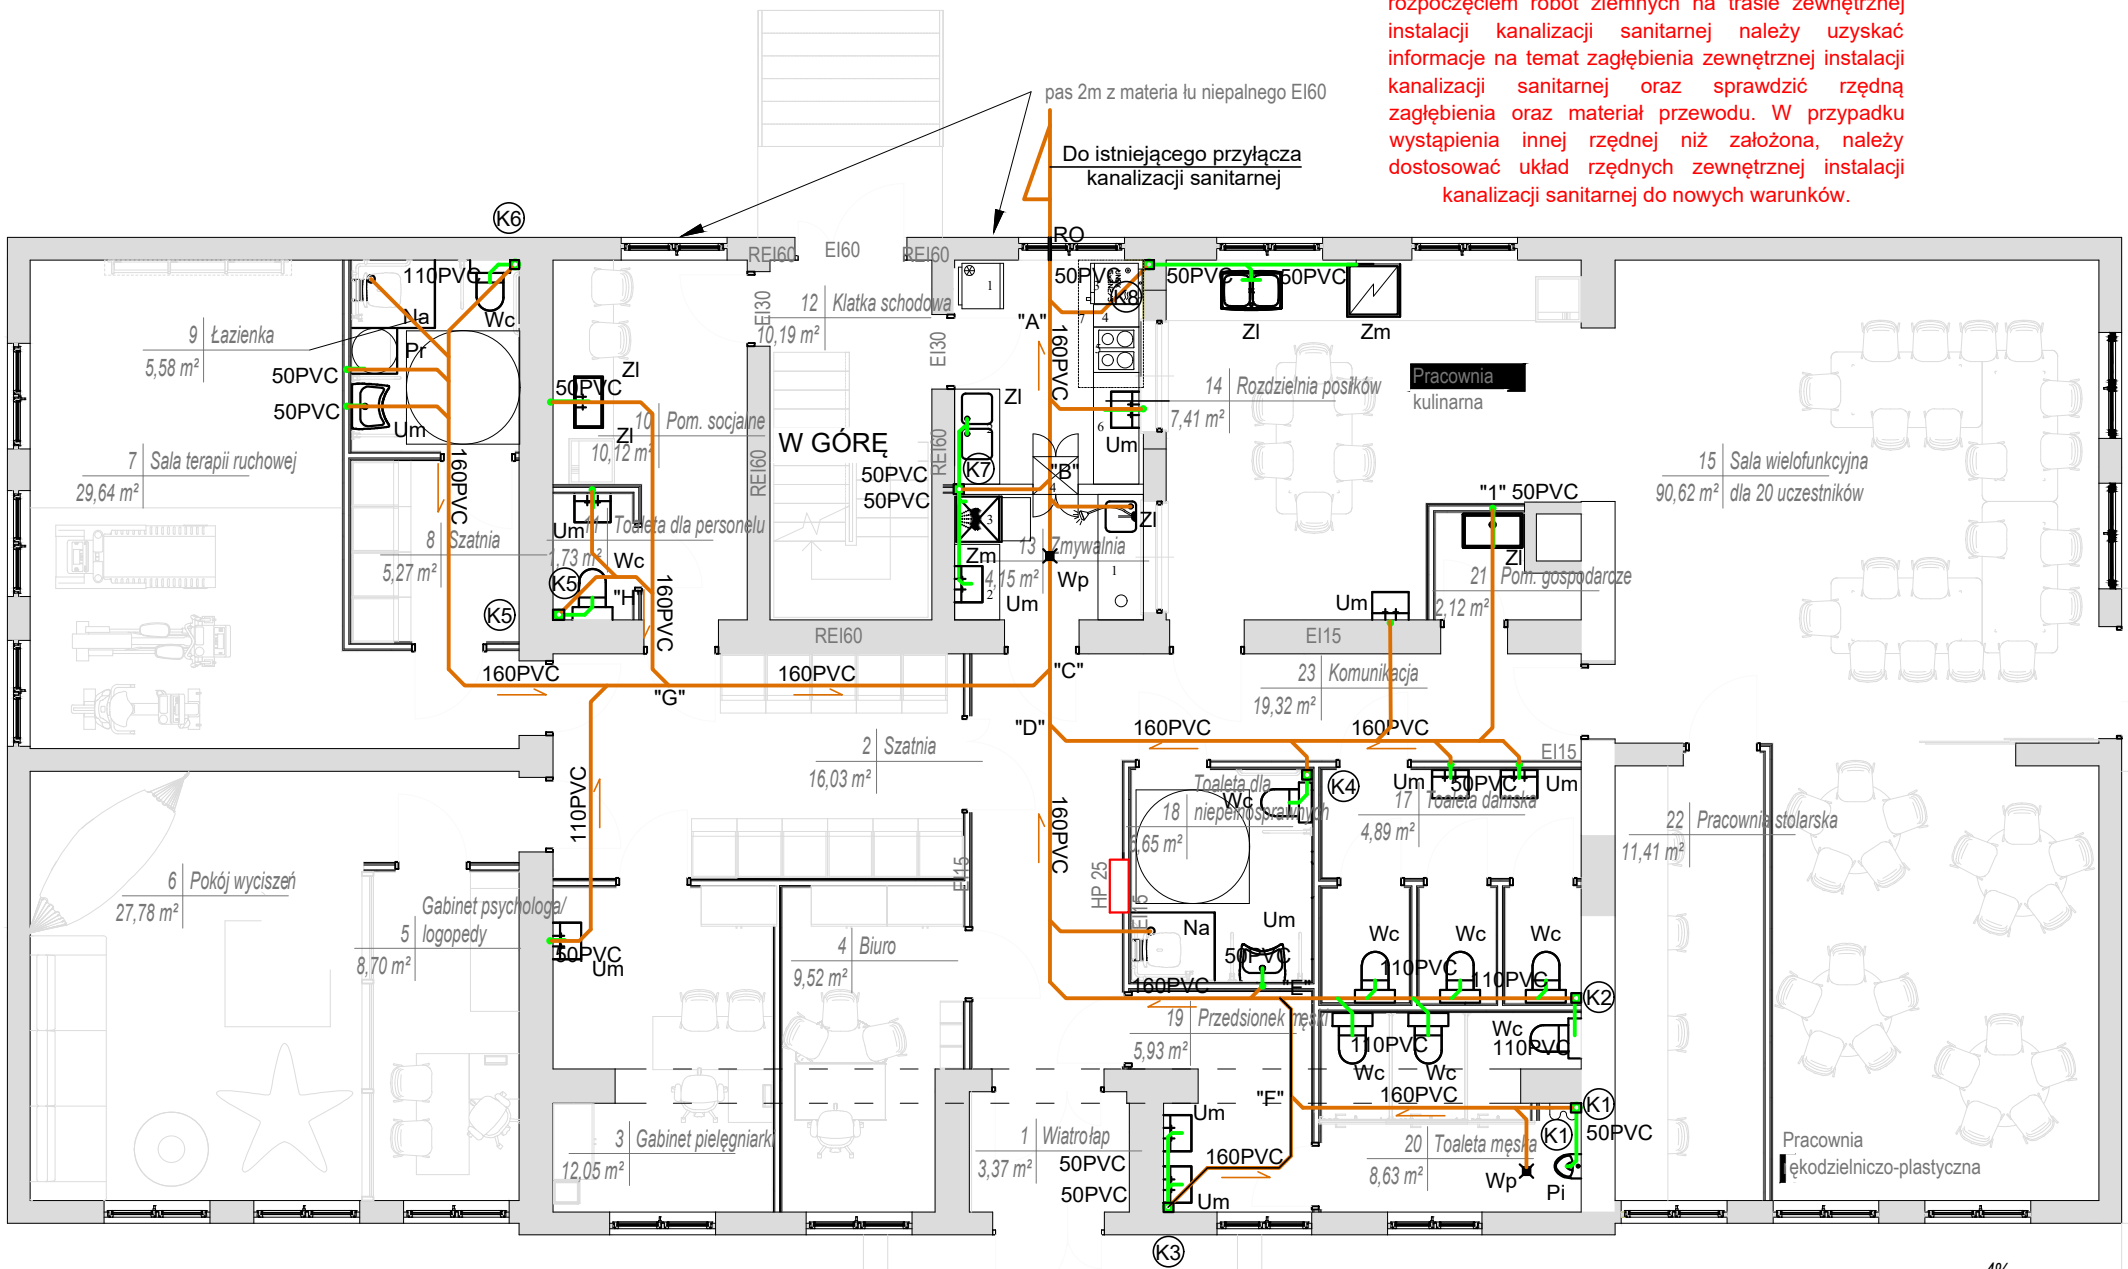 rozpoczęciem robót ziemnych na trasie zewnętrznej
instalacji kanalizacji sanitarnej należy uzyskać
informacje na temat zagłębienia zewnętrznej instalacji
kanalizacji sanitarnej oraz sprawdzić rzędną
zagłębienia oraz materiał przewodu. W przypadku
wystąpienia innej rzędnej niż założona, należy
dostosować układ rzędnych zewnętrznej instalacji
kanalizacji sanitarnej do nowych warunków.
pas 2m z materia łu niepalnego EI60
Do istniejącego przyłącza
kanalizacji sanitarnej
K6
RO
REI60
EI60
REI60
110PVC
Na
Wc
9 Łazienka
5,58 m²
Pr
50PVC
50PVC
Um
160PVC
7 Sala terapii ruchowej
29,64 m²
8 Szatnia
5,27 m²
K5
EI30
12 Klatka schodowa
10,19 m²
EI30
Zl
50PVC
10 Pom. socjalne
10,12 m²
Zl
W GÓRĘ
REI60
REI60
50PVC
50PVC
Um
11 Toaleta dla personelu
1,73 m²
Wc
K5
"H"
160PVC
REI60
50PVC
K8
50PVC
50PVC
Zl
Zm
"A"
160PVC
Zl
14 Rozdzielnia posiłków
7,41 m²
Um
K7
"B"
Zl
13 Zmywalnia
4,15 m²
Zm
Um
Wp
Pracownia
kulinarna
15 Sala wielofunkcyjna
90,62 m² dla 20 uczestników
"1" 50PVC
Zl
21 Pom. gospodarcze
2,12 m²
Um
EI15
160PVC
"G"
160PVC
"C"
23 Komunikacja
19,32 m²
"D"
160PVC
160PVC
EI15
2 Szatnia
16,03 m²
110PVC
160PVC
Toaleta dla
18 niepełnosprawnych
Wc
K4
Um
50PVC
Um
17 Toaleta damska
4,89 m²
22 Pracownia stolarska
11,41 m²
6 Pokój wyciszeń
27,78 m²
Gabinet psychologa/
5 logopedy
8,70 m²
50PVC
Um
4 Biuro
9,52 m²
EI15
HP 25
EI15
Na
Um
50PVC
160PVC
"E"
Wc
Wc
Wc
110PVC
110PVC
K2
19 Przedsionek męski
5,93 m²
110PVC
Wc
Wc
Wc
110PVC
"F"
160PVC
K1
50PVC
K1
3 Gabinet pielęgniarki
12,05 m²
1 Wiatrołap
3,37 m²
50PVC
50PVC
Um
160PVC
Um
20 Toaleta męska
8,63 m²
Wp
Pi
Pracownia
rękodzielniczo-plastyczna
K3
4%